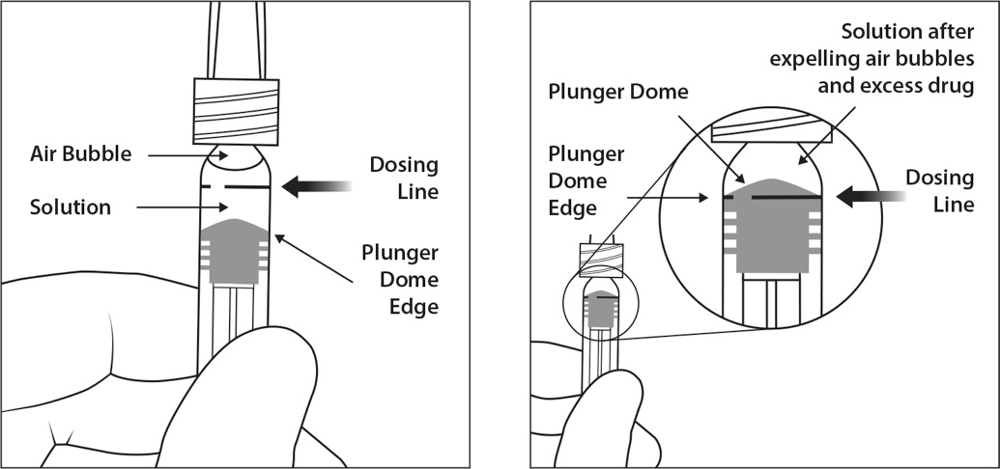 Air Bubble
Solution
Dosing
Line
Plunger
Dome
Edge
Solution after
expelling air bubbles
and excess drug
Plunger Dome
Plunger
Dome
Edge
Dosing
Line